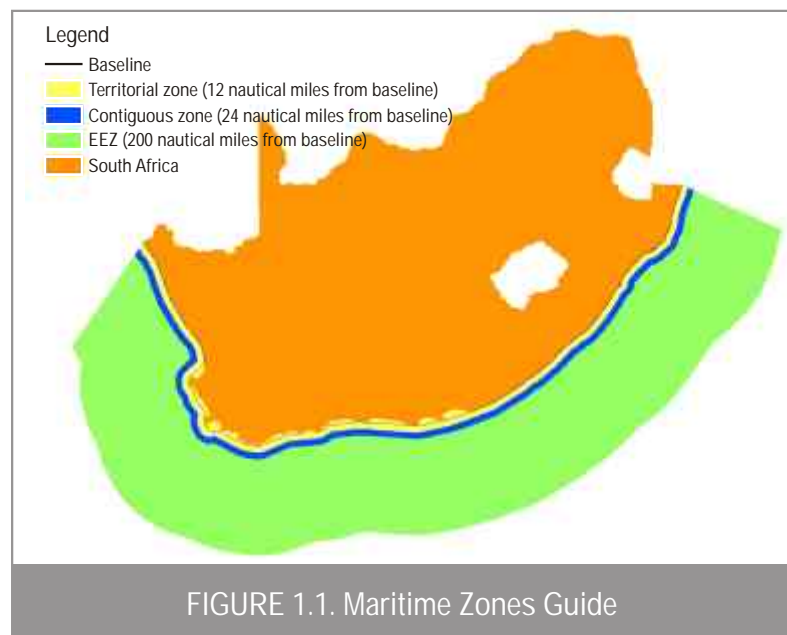 Legend
Baseline
Territorial zone (12 nautical miles from baseline)
Contiguous zone (24 nautical miles from baseline)
EEZ (200 nautical miles from baseline)
South Africa
FIGURE 1.1. Maritime Zones Guide